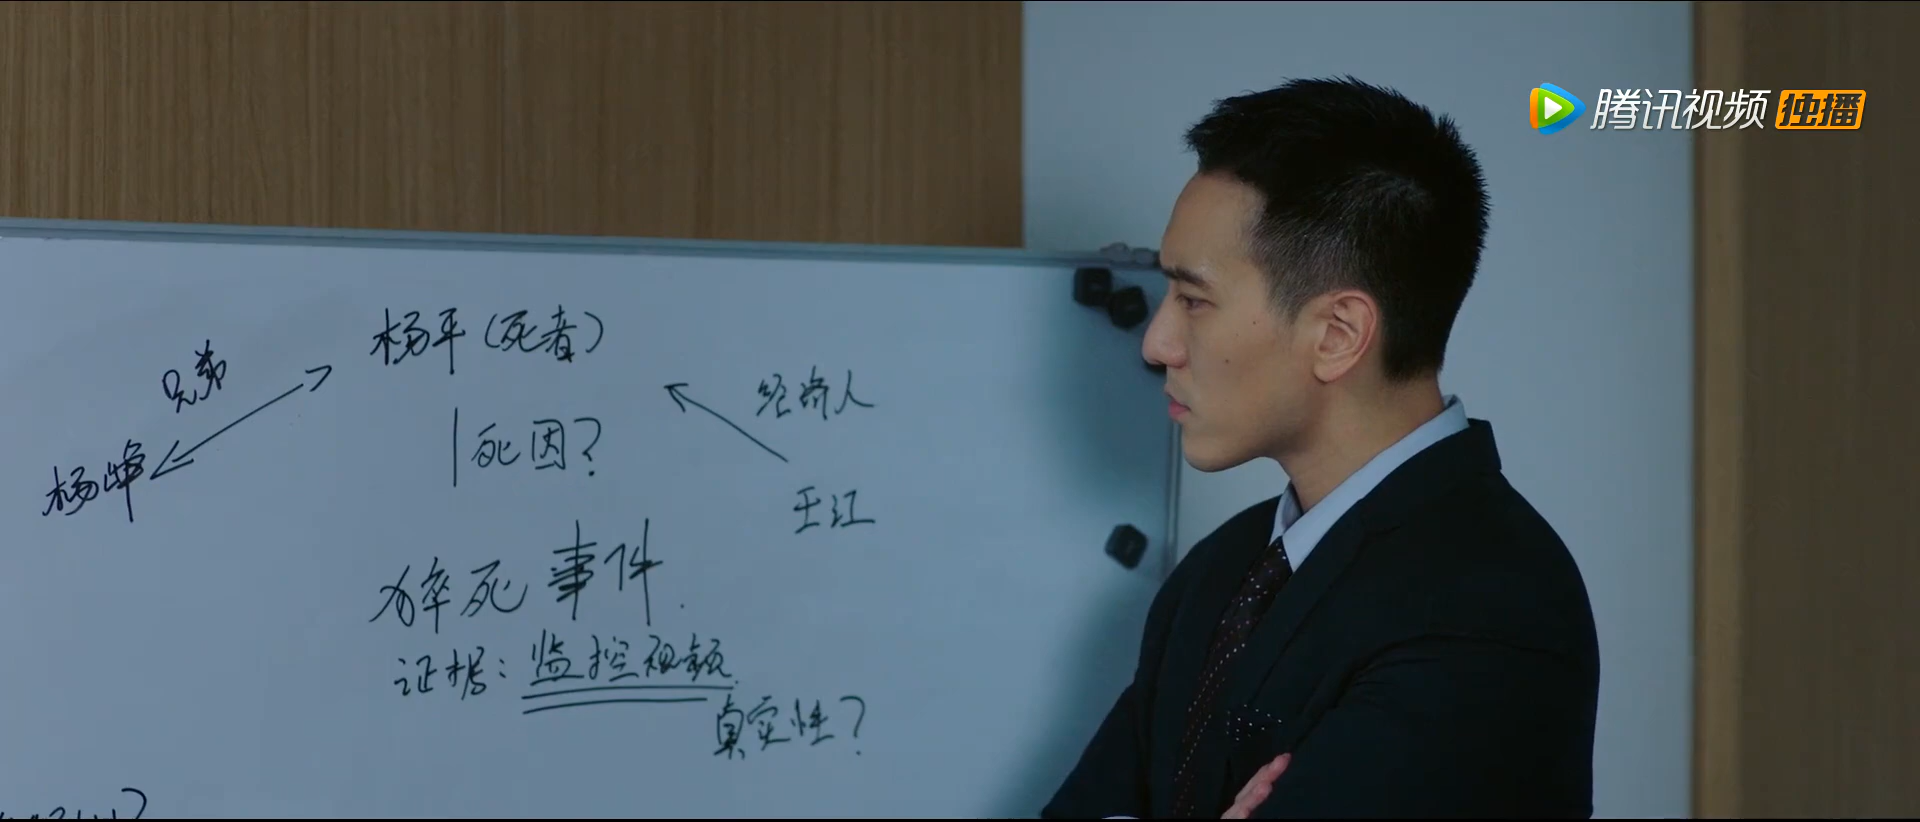 腾讯视频 独播
杨平(死者)
兄弟
经纪人
杨峰
死因?
王江
猝死事件.
证据:监控视频
真实性?